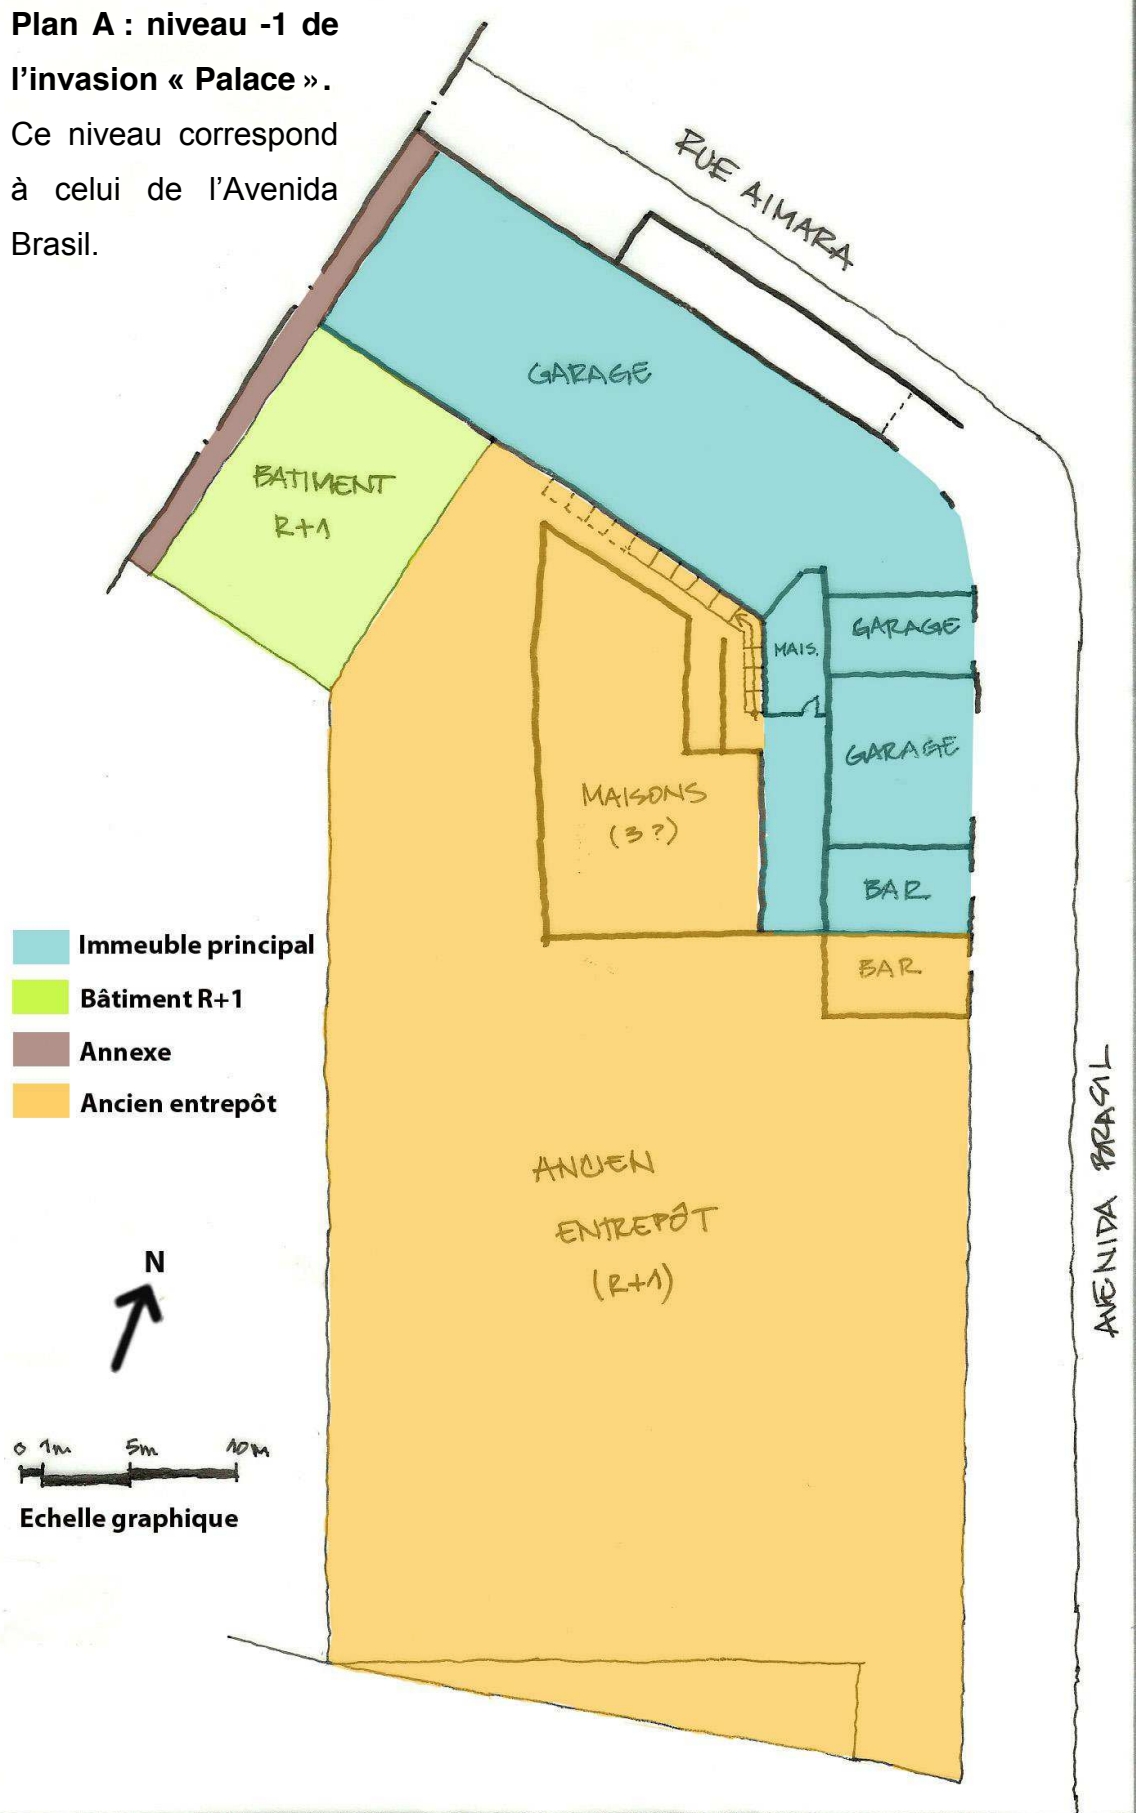 Plan A : niveau -1 de
l’invasion « Palace ».
Ce niveau correspond
à celui de l’Avenida
Brasil.
RUE AIMARA
GARAGE
BATIMENT
R+1
GARAGE
MAIS.
GARAGE
MAISONS
(3 ?)
BAR
BAR
Immeuble principal
Bâtiment R+1
Annexe
Ancien entrepôt
AVENIDA BRASIL
ANCIEN
ENTREPÔT
(R+1)
N
0 1m 5m 10m
Echelle graphique